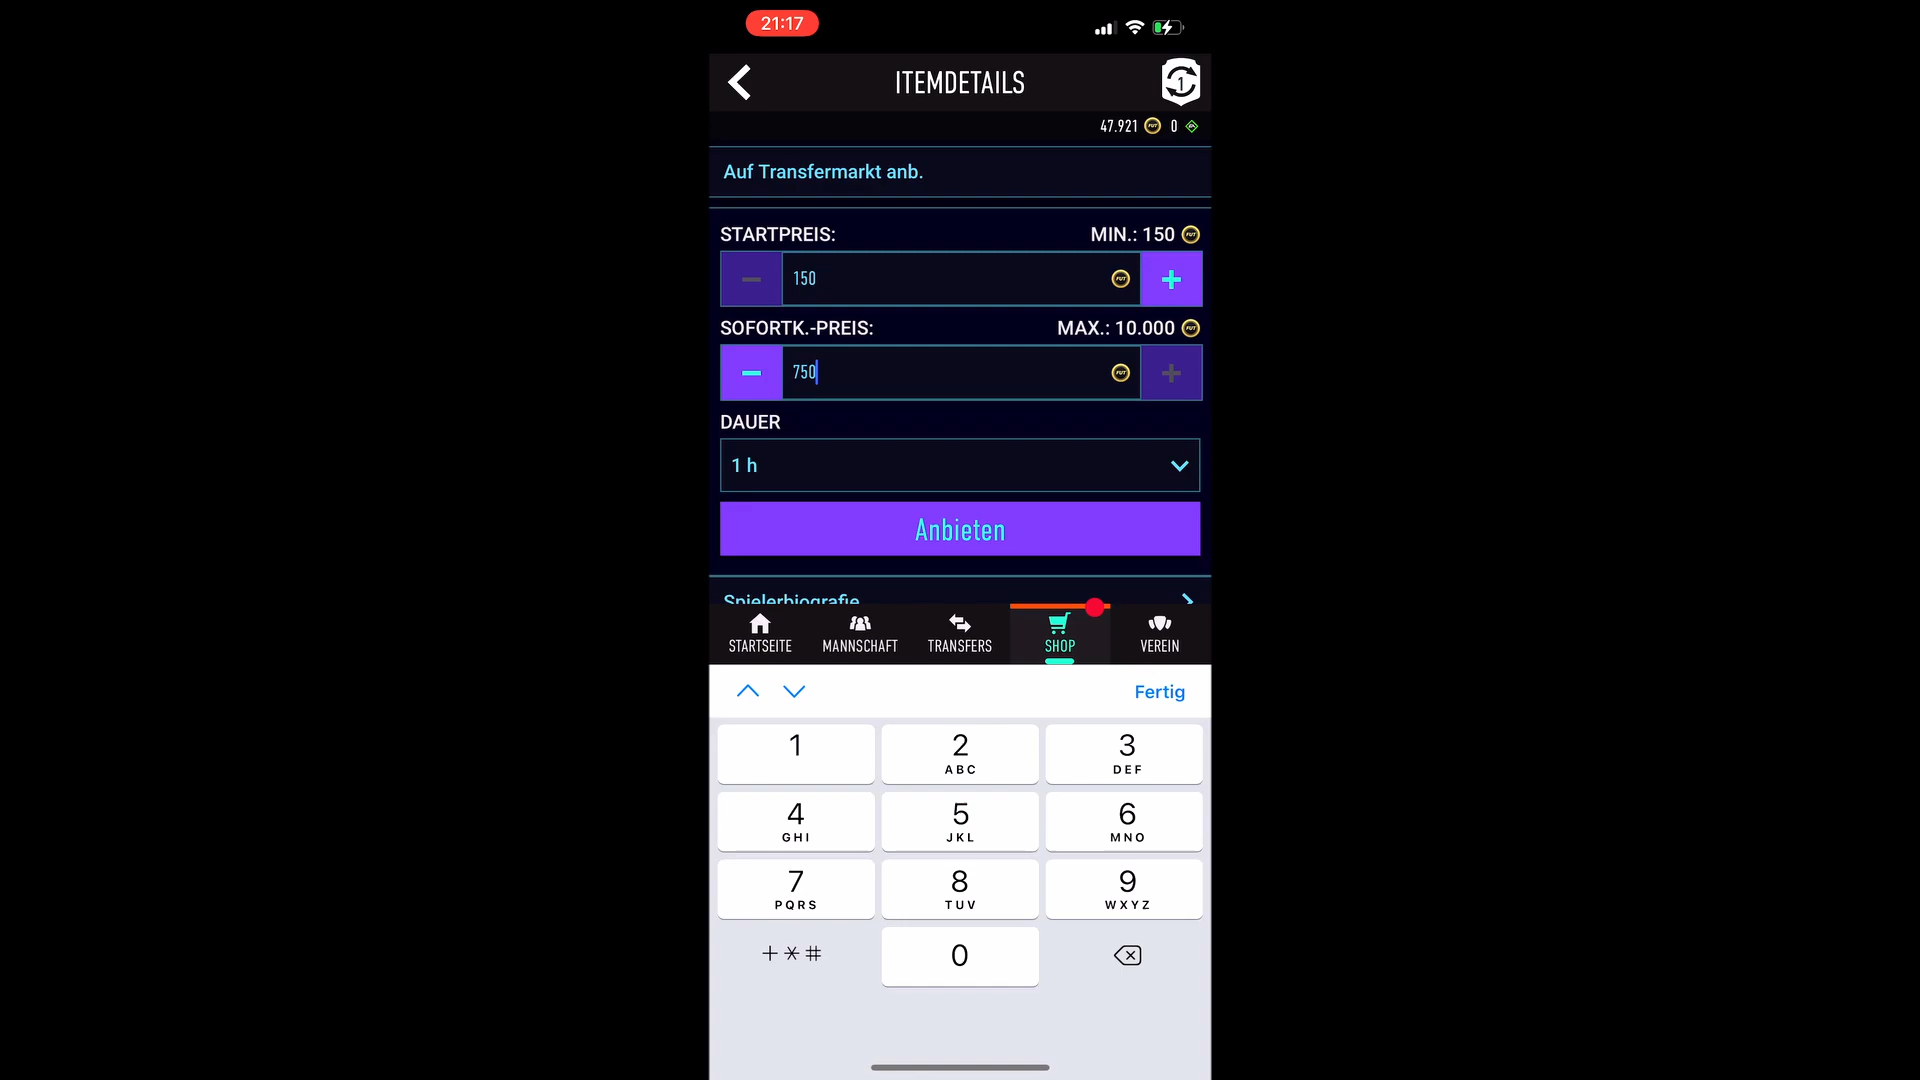 21:17
ITEMDETAILS
1
47.921 0
Auf Transfermarkt anb.
STARTPREIS: MIN.: 150
150
SOFORTK.-PREIS: MAX.: 10.000
750
DAUER
1 h
Anbieten
Spielerbiografie
STARTSEITE MANNSCHAFT TRANSFERS SHOP VEREIN
Fertig
1 2 3
ABC DEF
4 5 6
GHI JKL MNO
7 8 9
PQRS TUV WXYZ
+*# 0